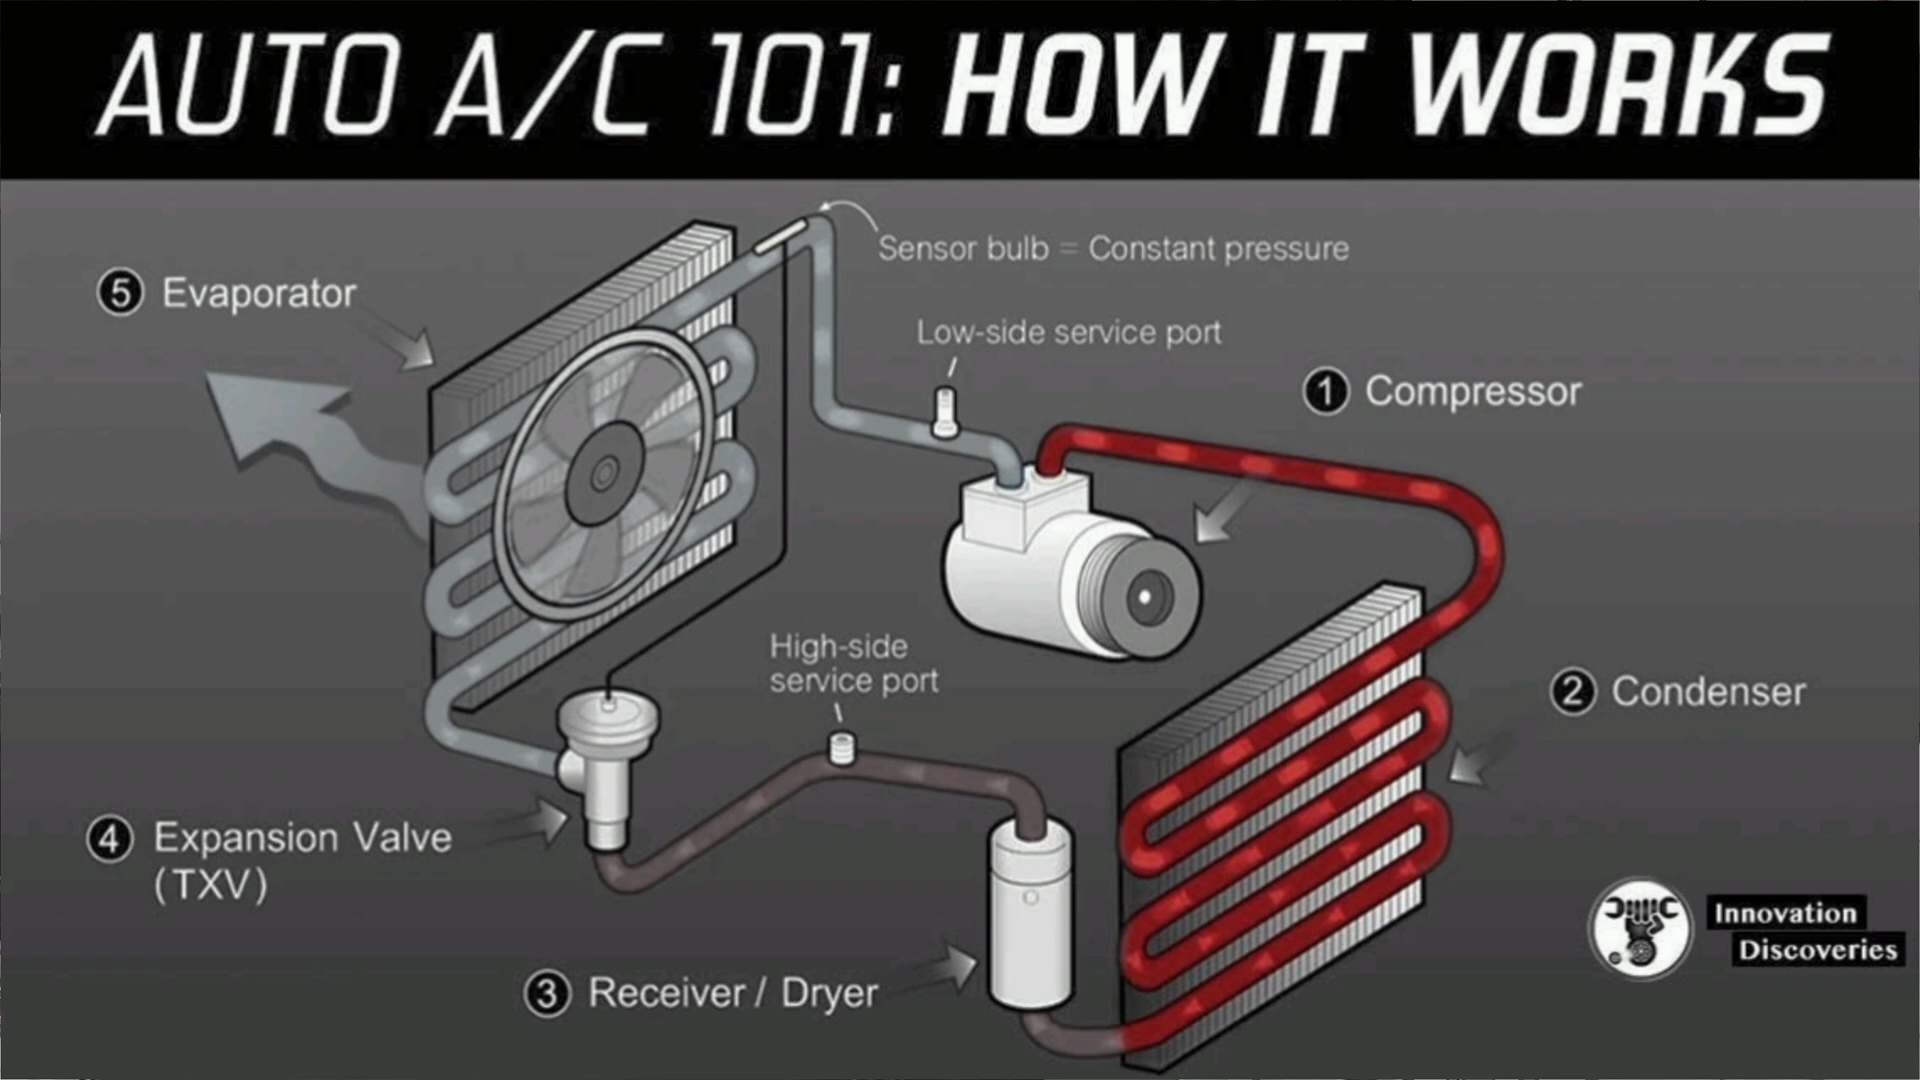 AUTO A/C 101: HOW IT WORKS
Sensor bulb = Constant pressure
5 Evaporator
Low-side service port
1 Compressor
High-side
service port
2 Condenser
4 Expansion Valve
(TXV)
3 Receiver / Dryer
Innovation
Discoveries